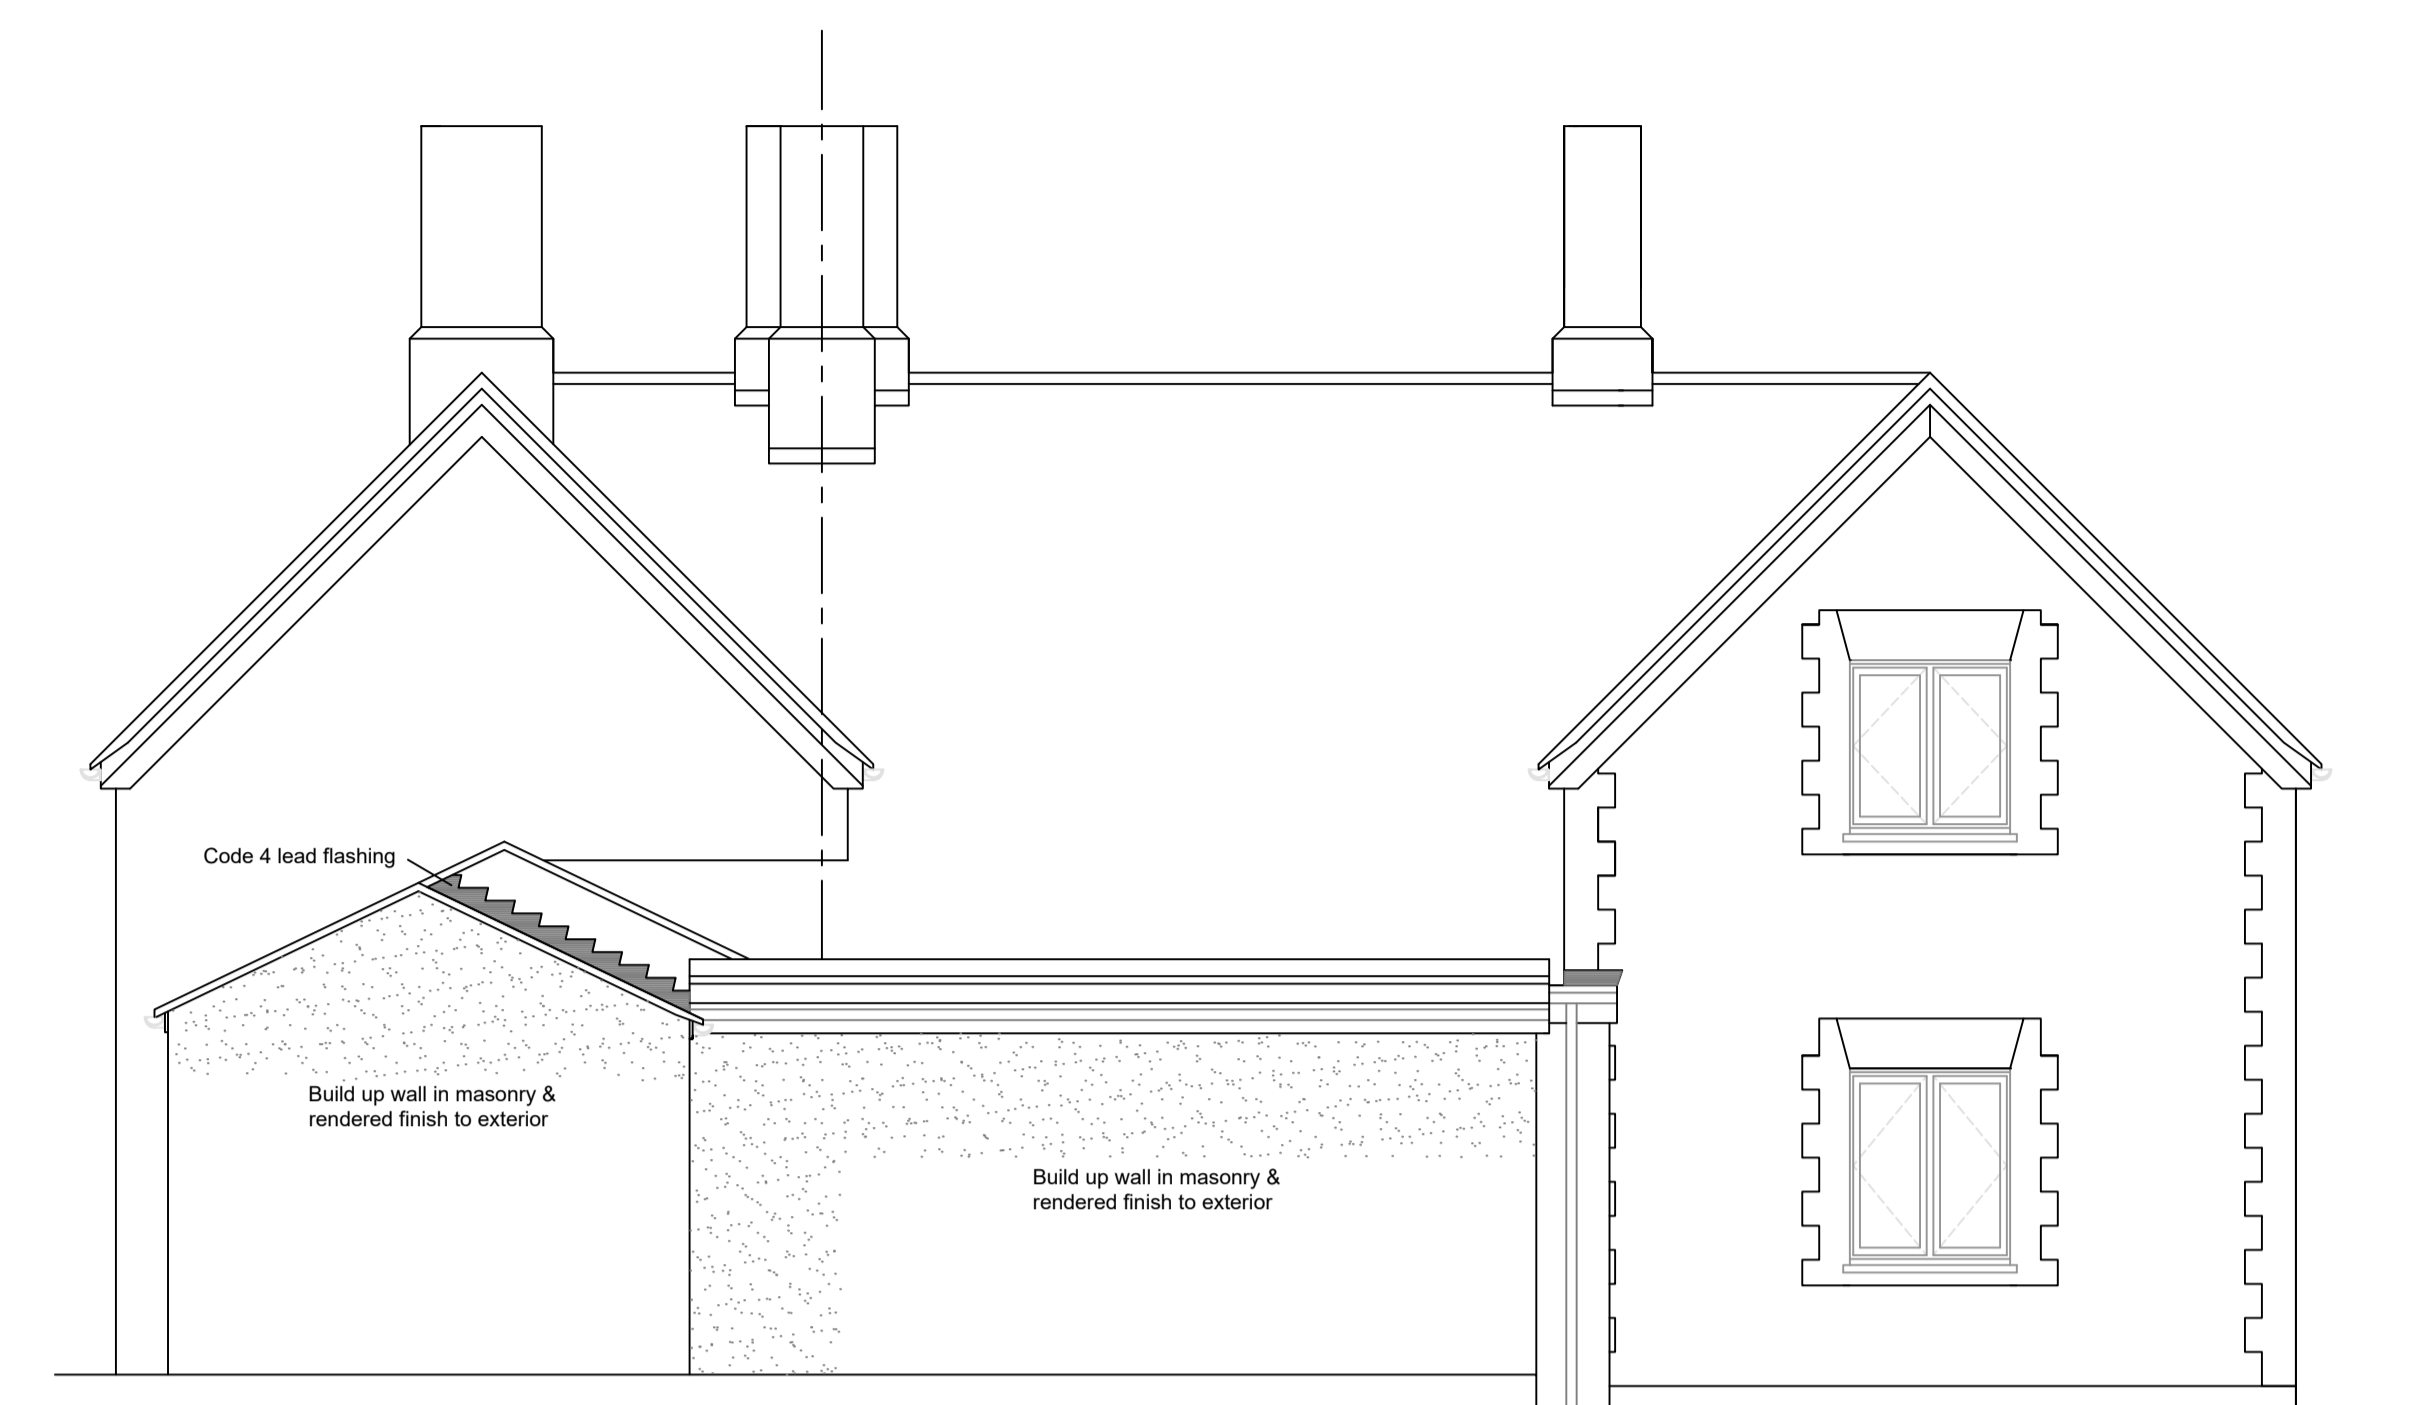 Code 4 lead flashing
Build up wall in masonry &
rendered finish to exterior
Build up wall in masonry &
rendered finish to exterior